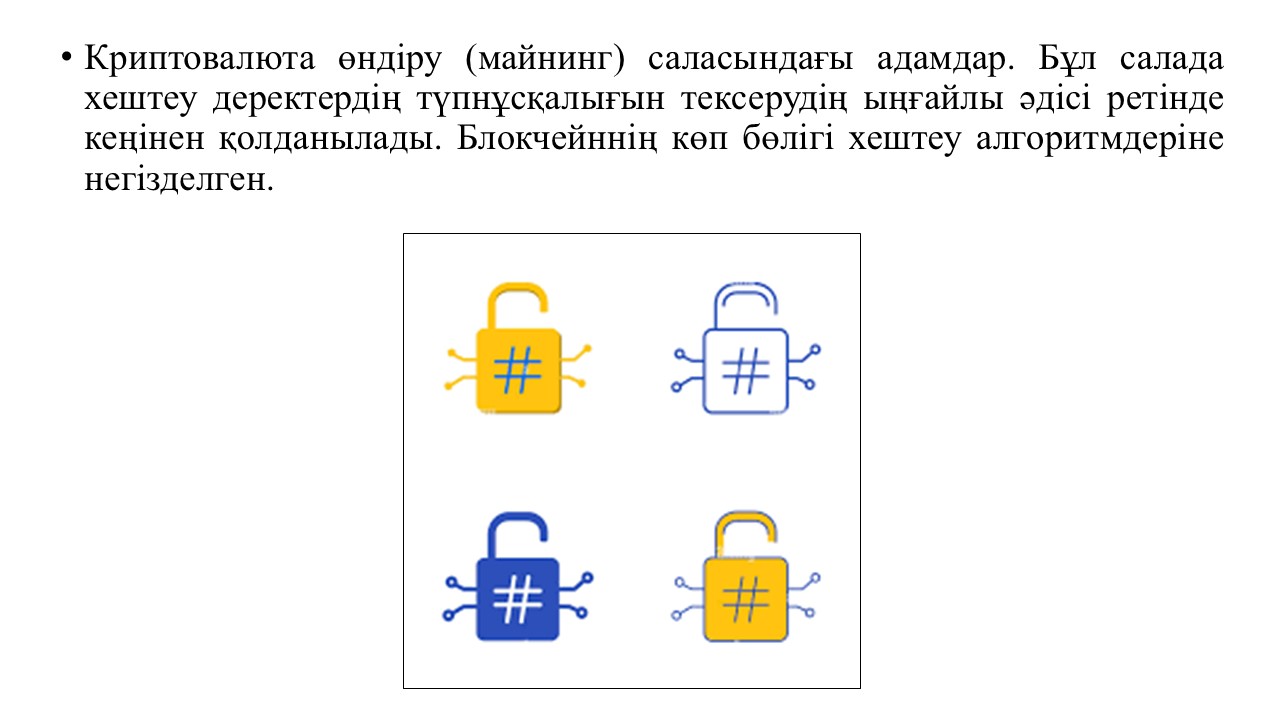 • Криптовалюта өндіру (майнинг) саласындағы адамдар. Бұл салада
хештеу деректердің түпнұсқалығын тексерудің ыңғайлы әдісі ретінде
кеңінен қолданылады. Блокчейннің көп бөлігі хештеу алгоритмдеріне
негізделген.
# #
# #